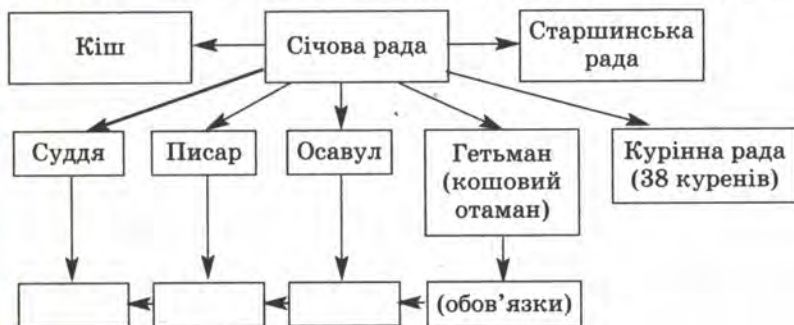 Кіш
Січова рада
Старшинська
рада
Суддя
Писар
Осавул
Гетьман
(кошовий
отаман)
Курінна рада
(38 куренів)
(обов'язки)